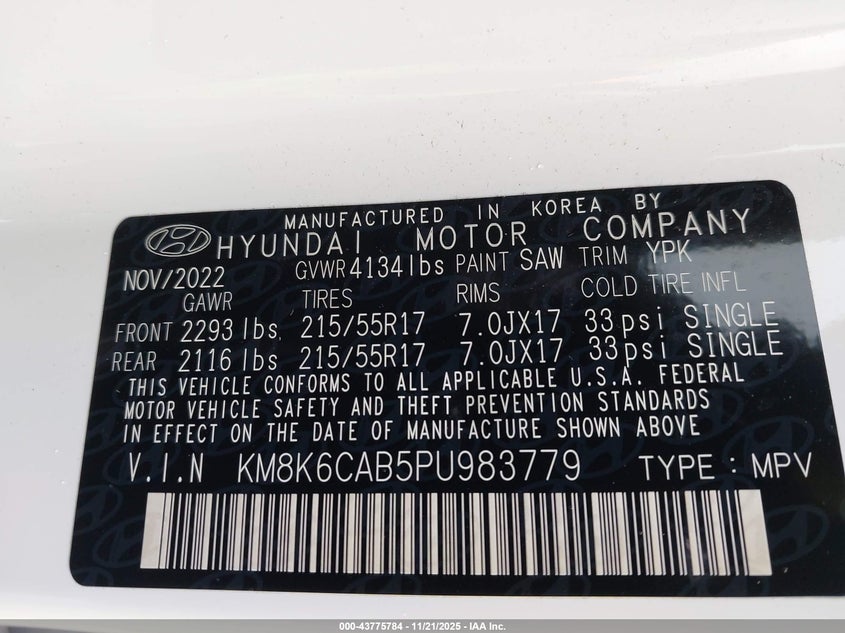 MANUFACTURED IN KOREA BY
HYUNDAI MOTOR COMPANY
NOV/2022 GVWR 4134lbs PAINT SAW TRIM YPK
GAWR TIRES RIMS COLD TIRE INFL
FRONT 2293 lbs, 215/55R17 7.0JX17 33psi SINGLE
REAR 2116 lbs 215/55R17 7.0JX17 33psi SINGLE
THIS VEHICLE CONFORMS TO ALL APPLICABLE U.S.A. FEDERAL
MOTOR VEHICLE SAFETY AND THEFT PREVENTION STANDARDS
IN EFFECT ON THE DATE OF MANUFACTURE SHOWN ABOVE
V.I.N KM8K6CAB5PU983779 TYPE : MPV
000-43775784 - 11/21/2025 - IAA Inc.